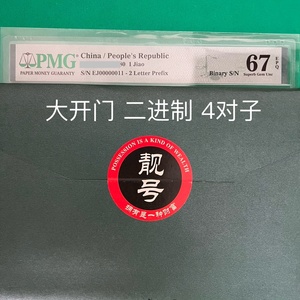 PMG
PAPER MONEY GUARANTY
China / People's Republic
1 Jiao
S/N EJ00000011 - 2 Letter Prefix
Binary S/N
67 EPQ
Superb Gem Unc
大开门 二进制 4对子
POSSESSION IS A KIND OF WEALTH
靓号
拥有是一种财富